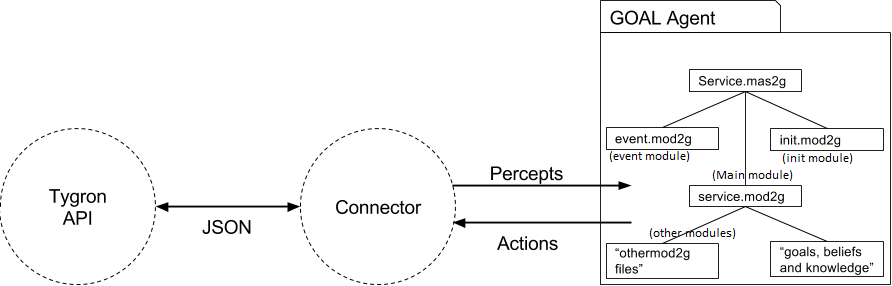 GOAL Agent
Service.mas2g
event.mod2g
(event module)
init.mod2g
(init module)
(Main module)
service.mod2g
(other modules)
“othermod2g
files”
“goals, beliefs
and knowledge”
Percepts
Actions
Connector
JSON
Tygron
API